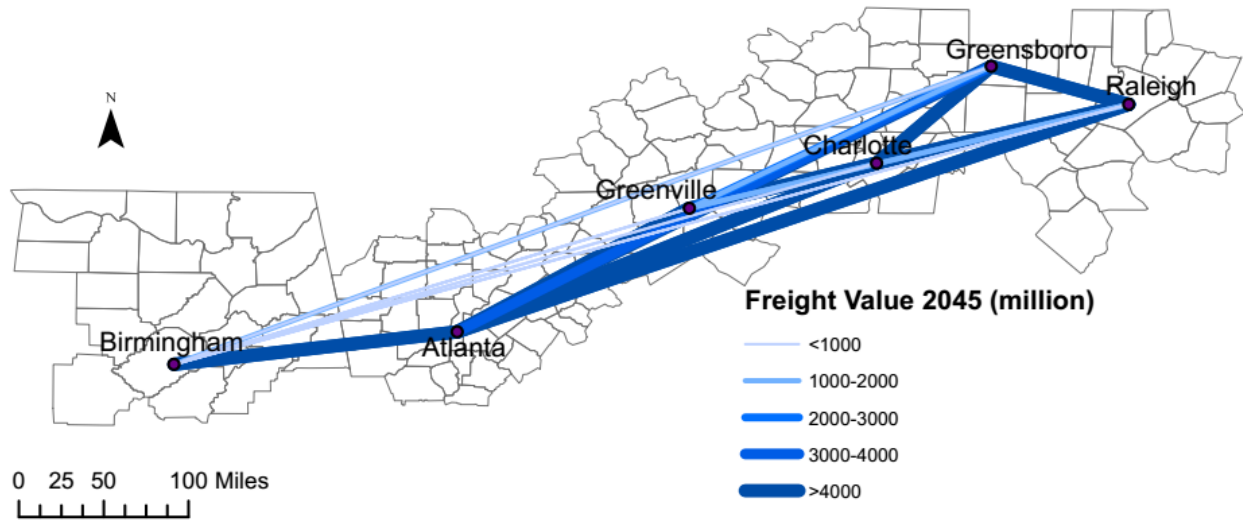 N
Greensboro
Raleigh
Charlotte
Greenville
Birmingham
Atlanta
Freight Value 2045 (million)
<1000
1000-2000
2000-3000
3000-4000
>4000
0 25 50 100 Miles